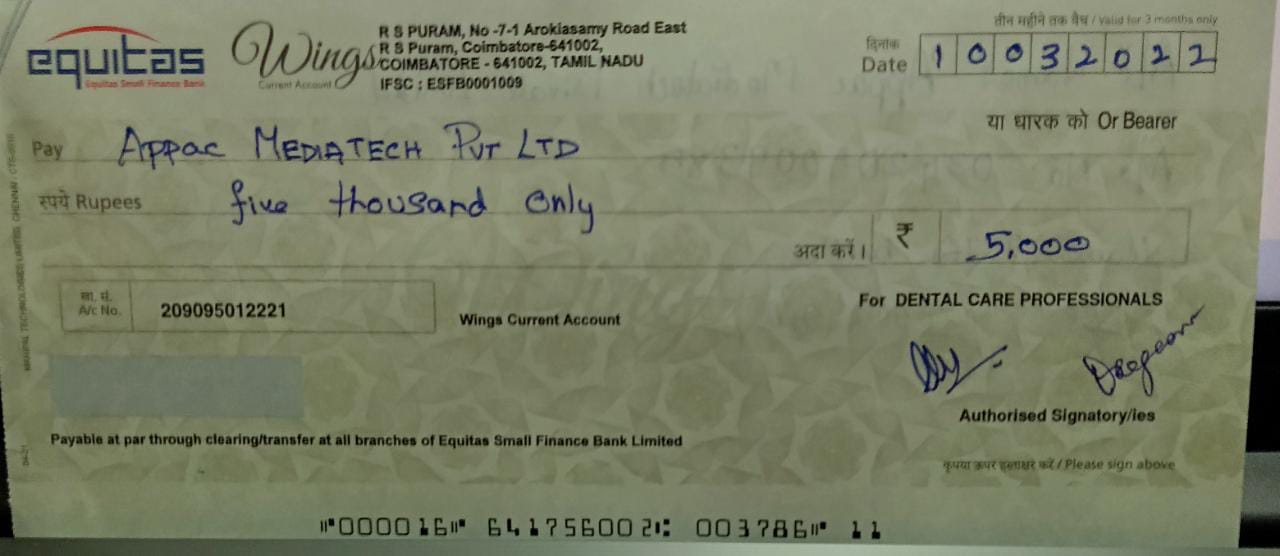 तीन महीने तक वैध / Valid for 3 months only
equitas
Equitas Small Finance Bank
Wings
Current Account
R S PURAM, No -7-1 Arokiasamy Road East
R S Puram, Coimbatore-641002,
COIMBATORE - 641002, TAMIL NADU
IFSC : ESFB0001009
दिनांक
Date 1 0 0 3 2 0 2 2
या धारक को Or Bearer
Pay Appac MEDIATECH PVT LTD
रुपये Rupees five thousand only
अदा करें। ₹ 5,000
खा. सं.
A/c No. 209095012221
Wings Current Account
For DENTAL CARE PROFESSIONALS
Authorised Signatory/ies
Payable at par through clearing/transfer at all branches of Equitas Small Finance Bank Limited
कृपया ऊपर हस्ताक्षर करें / Please sign above
⑈000016⑈ 641756002⑆ 003786⑈ 11